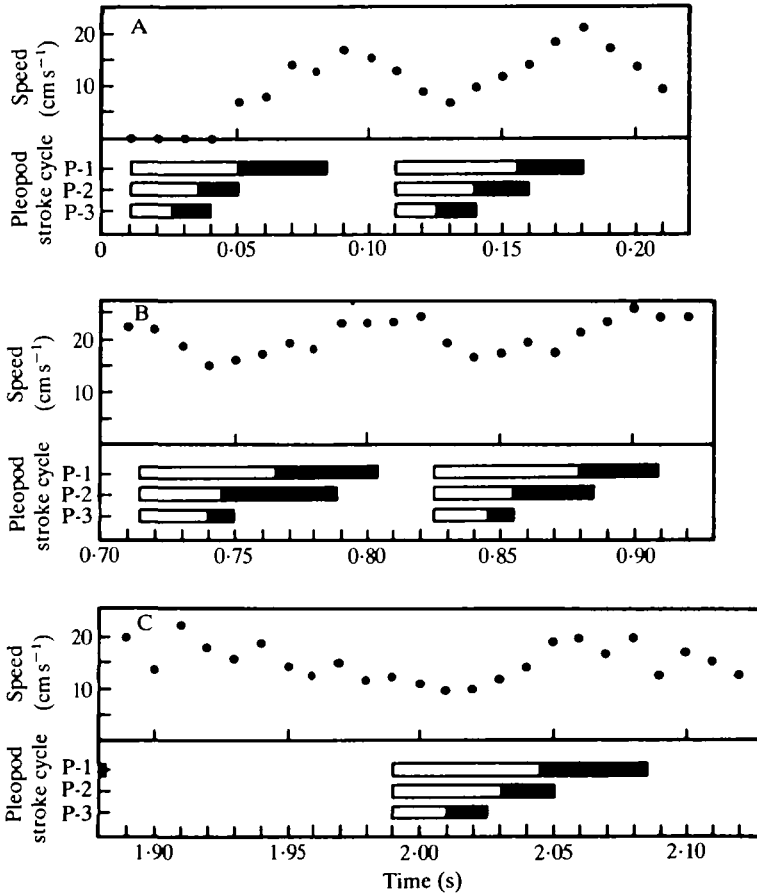 A
20
10
Speed
(cm s⁻¹)
Pleopod
stroke cycle
P-1
P-2
P-3
0 0·05 0·10 0·15 0·20
B
20
10
Speed
(cm s⁻¹)
Pleopod
stroke cycle
P-1
P-2
P-3
0·70 0·75 0·80 0·85 0·90
C
20
10
Speed
(cm s⁻¹)
Pleopod
stroke cycle
P-1
P-2
P-3
1·90 1·95 2·00 2·05 2·10
Time (s)